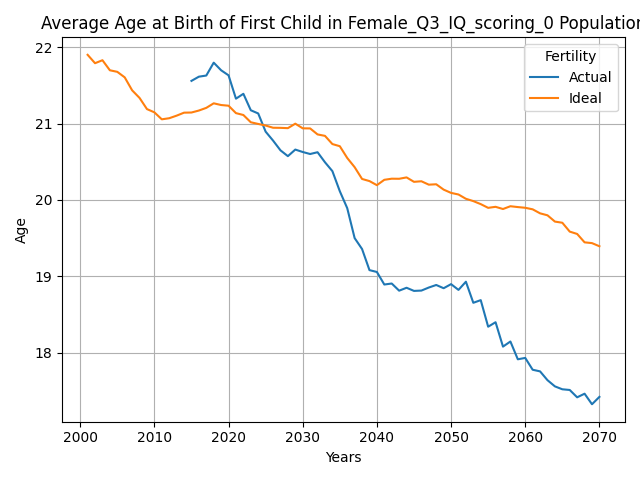 Average Age at Birth of First Child in Female_Q3_IQ_scoring_0 Population
22
21
20
19
18
Age
2000 2010 2020 2030 2040 2050 2060 2070
Years
Fertility
Actual
Ideal